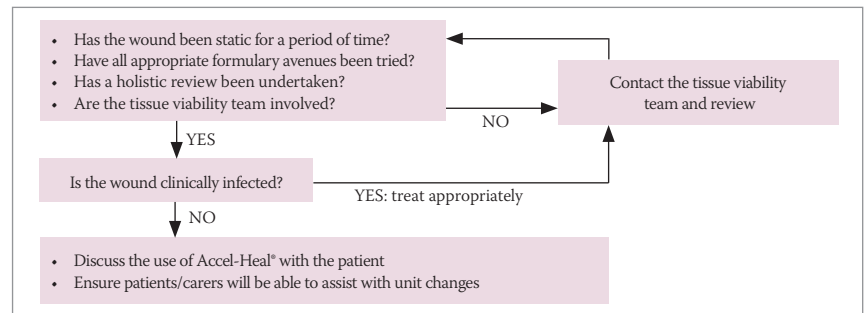 • Has the wound been static for a period of time?
• Have all appropriate formulary avenues been tried?
• Has a holistic review been undertaken?
• Are the tissue viability team involved?
Contact the tissue viability
team and review
NO
YES
Is the wound clinically infected?
YES: treat appropriately
NO
• Discuss the use of Accel-Heal® with the patient
• Ensure patients/carers will be able to assist with unit changes